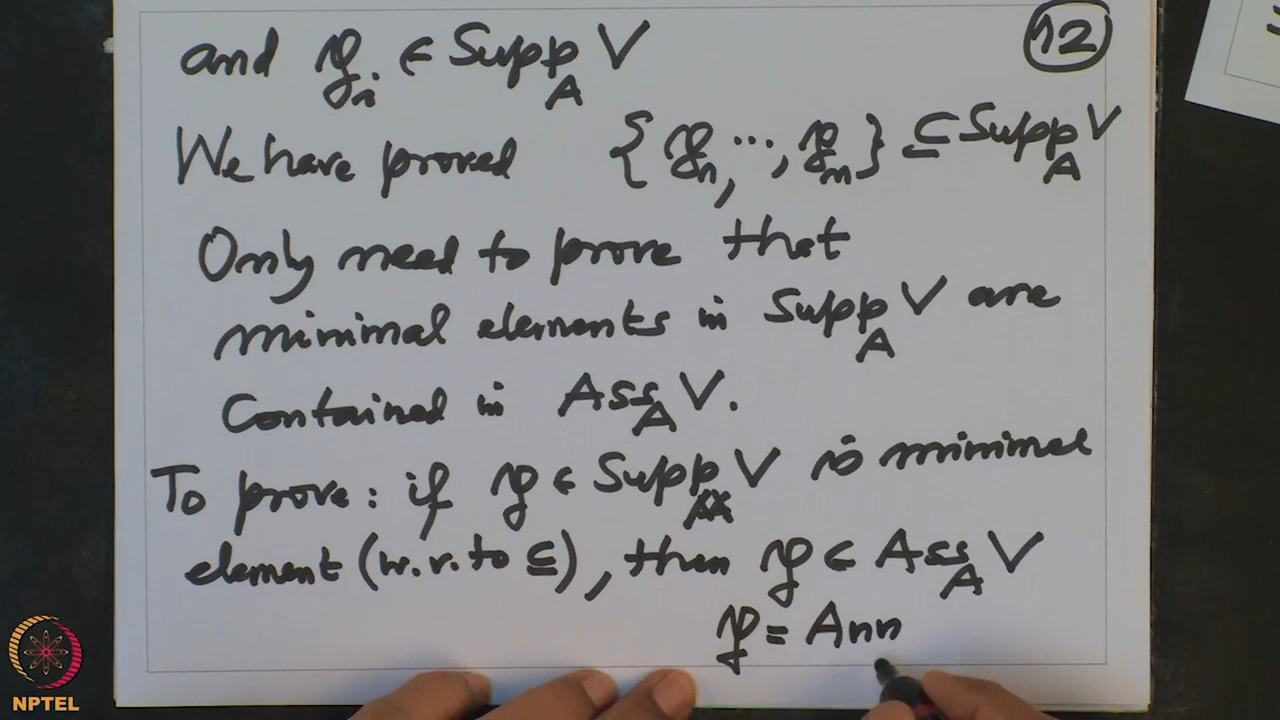 and 𝔭ᵢ ∈ Supp_A V
12
We have proved {𝔭₁, ⋯, 𝔭ₘ} ⊆ Supp_A V
Only need to prove that
minimal elements in Supp_A V are
Contained in Ass_A V.
To prove: if 𝔭 ∈ Supp_A V is minimal
element (w.r.to ⊆), then 𝔭 ∈ Ass_A V
𝔭 = Ann
NPTEL